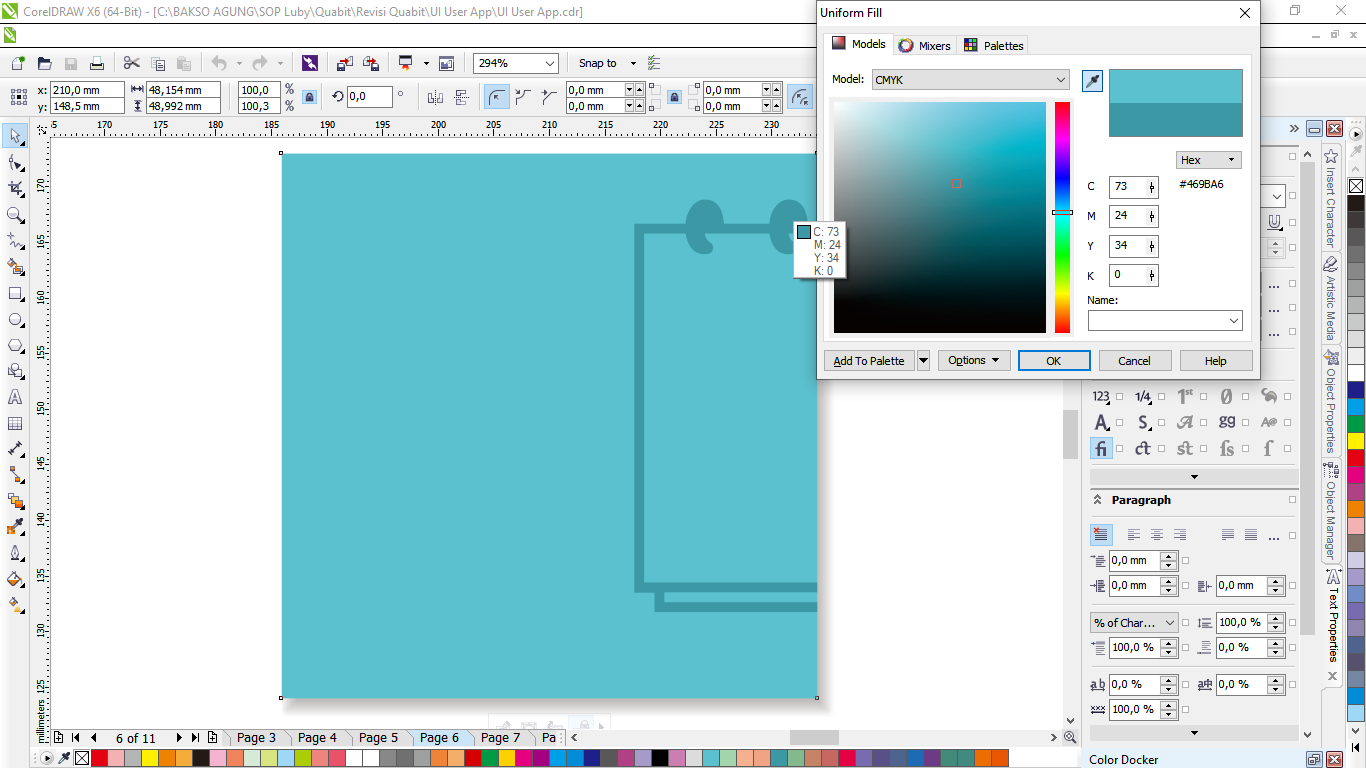 CorelDRAW X6 (64-Bit) - [C:\BAKSO AGUNG\SOP Luby\Quabit\Revisi Quabit\UI User App\UI User App.cdr]
Uniform Fill
Models Mixers Palettes
294% Snap to
Model: CMYK
x: 210,0 mm 48,154 mm 100,0 % 0,0 ° 0,0 mm 0,0 mm
y: 148,5 mm 48,992 mm 100,3 % 0,0 mm 0,0 mm
170 175 180 185 190 195 200 205 210 215 220 225 230
170
165
160
155
150
145
140
135
130
125
millimeters
Hex
C 73 #469BA6
M 24
Y 34
K 0
C: 73
M: 24
Y: 34
K: 0
Name:
Add To Palette Options OK Cancel Help
Insert Character
Artistic Media
Object Properties
Object Manager
Text Properties
123 1/4 1st 0
A S A gg A@
fi ct st fs f
Paragraph
0,0 mm
0,0 mm 0,0 mm
% of Char... 100,0 %
100,0 % 0,0 %
ab 0,0 % 0,0 %
xxx 100,0 %
6 of 11 Page 3 Page 4 Page 5 Page 6 Page 7 Pa
Color Docker